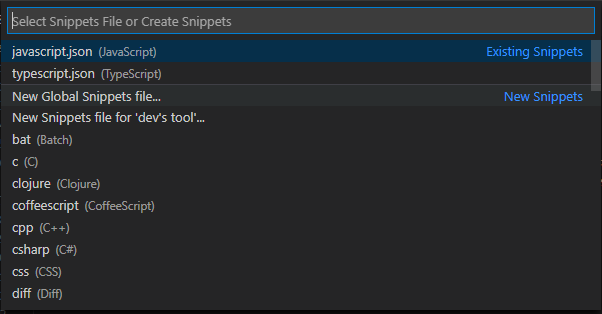 Select Snippets File or Create Snippets
javascript.json (JavaScript) Existing Snippets
typescript.json (TypeScript)
New Global Snippets file... New Snippets
New Snippets file for 'dev's tool'...
bat (Batch)
c (C)
clojure (Clojure)
coffeescript (CoffeeScript)
cpp (C++)
csharp (C#)
css (CSS)
diff (Diff)